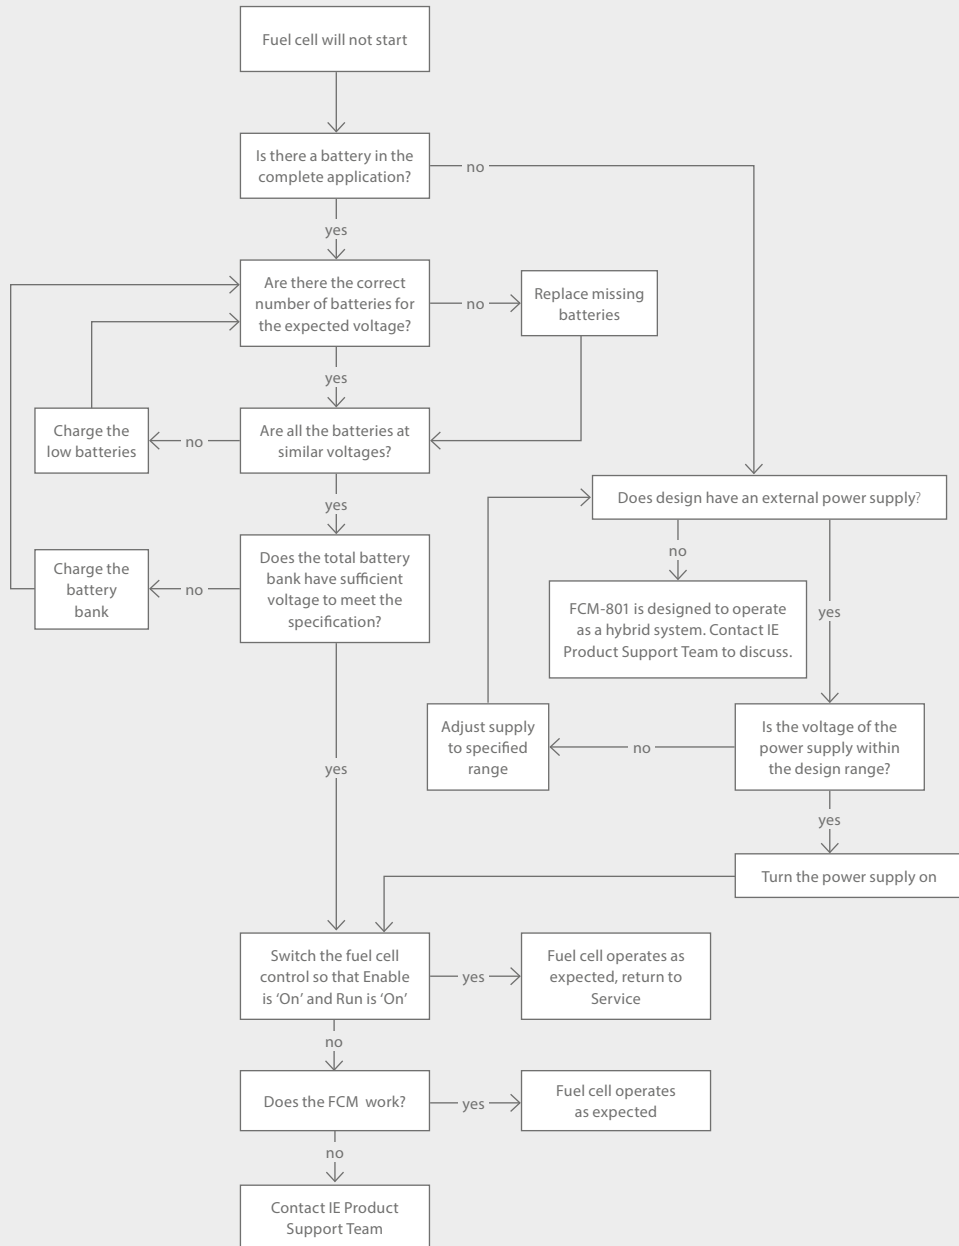 Fuel cell will not start
Is there a battery in the
complete application?
no
yes
Are there the correct
number of batteries for
the expected voltage?
no
Replace missing
batteries
yes
Charge the
low batteries
no
Are all the batteries at
similar voltages?
yes
Does design have an external power supply?
Charge the
battery
bank
no
Does the total battery
bank have sufficient
voltage to meet the
specification?
no
FCM-801 is designed to operate
as a hybrid system. Contact IE
Product Support Team to discuss.
yes
Adjust supply
to specified
range
no
Is the voltage of the
power supply within
the design range?
yes
yes
Turn the power supply on
Switch the fuel cell
control so that Enable
is ‘On’ and Run is ‘On’
yes
Fuel cell operates as
expected, return to
Service
no
Does the FCM work?
yes
Fuel cell operates
as expected
no
Contact IE Product
Support Team